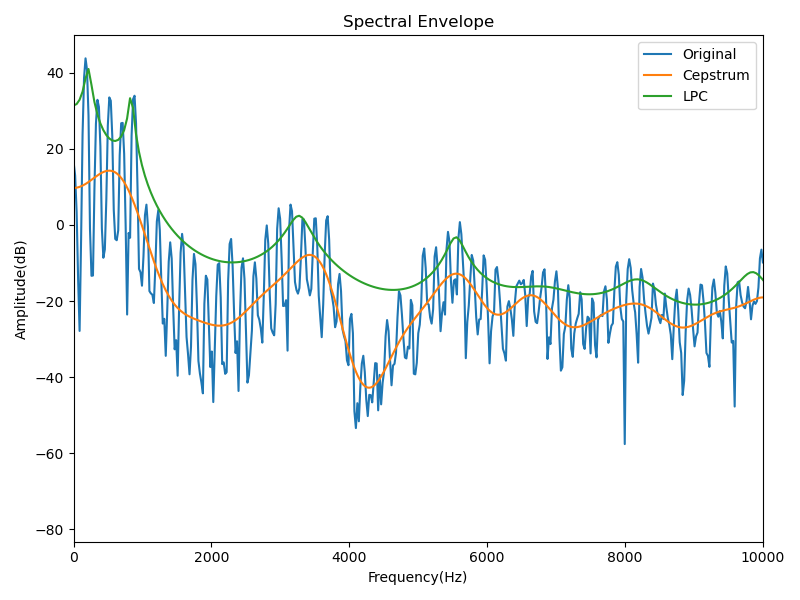 Spectral Envelope
Original
Cepstrum
LPC
Amplitude(dB)
40
20
0
−20
−40
−60
−80
0
2000
4000
6000
8000
10000
Frequency(Hz)